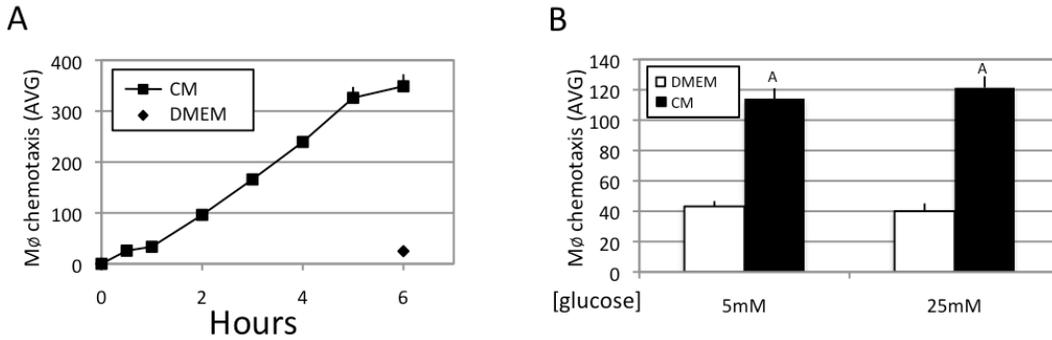 A
Mø chemotaxis (AVG)
400
300
200
100
0
CM
DMEM
0 2 4 6
Hours
B
Mø chemotaxis (AVG)
140
120
100
80
60
40
20
0
DMEM
CM
A A
[glucose] 5mM 25mM